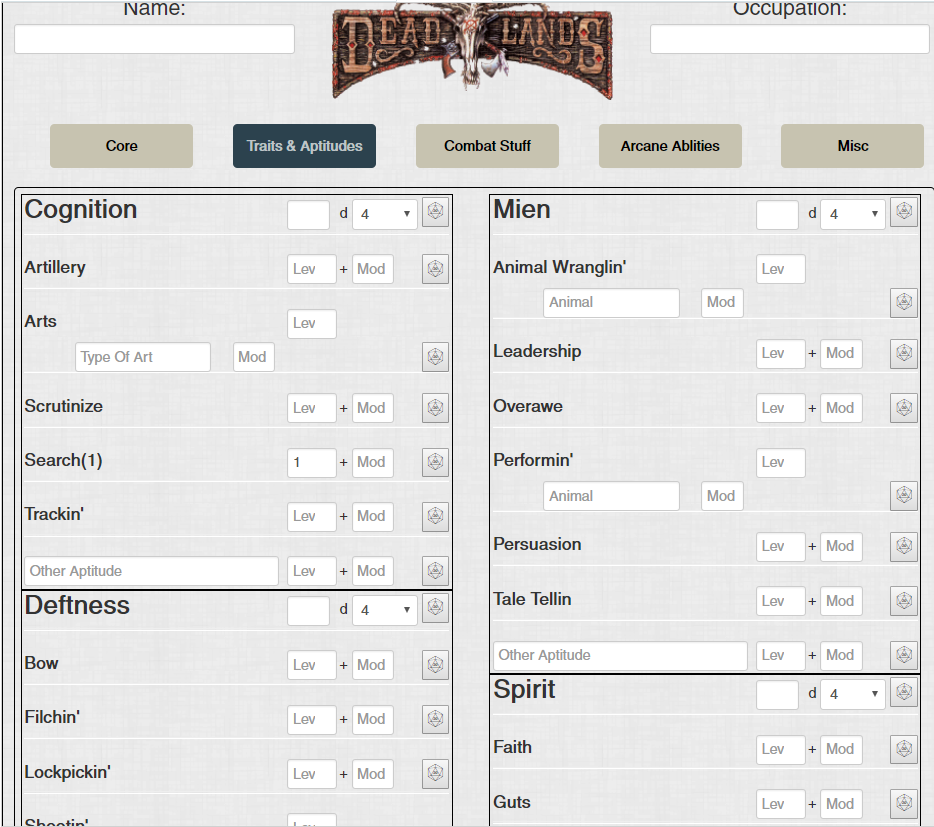 Name:
DEADLANDS
Occupation:
Core
Traits & Aptitudes
Combat Stuff
Arcane Ablities
Misc
Cognition d 4
Artillery Lev + Mod
Arts Lev
Type Of Art Mod
Scrutinize Lev + Mod
Search(1) 1 + Mod
Trackin' Lev + Mod
Other Aptitude Lev + Mod
Deftness d 4
Bow Lev + Mod
Filchin' Lev + Mod
Lockpickin' Lev + Mod
Shootin' Lev
Mien d 4
Animal Wranglin' Lev
Animal Mod
Leadership Lev + Mod
Overawe Lev + Mod
Performin' Lev
Animal Mod
Persuasion Lev + Mod
Tale Tellin Lev + Mod
Other Aptitude Lev + Mod
Spirit d 4
Faith Lev + Mod
Guts Lev + Mod